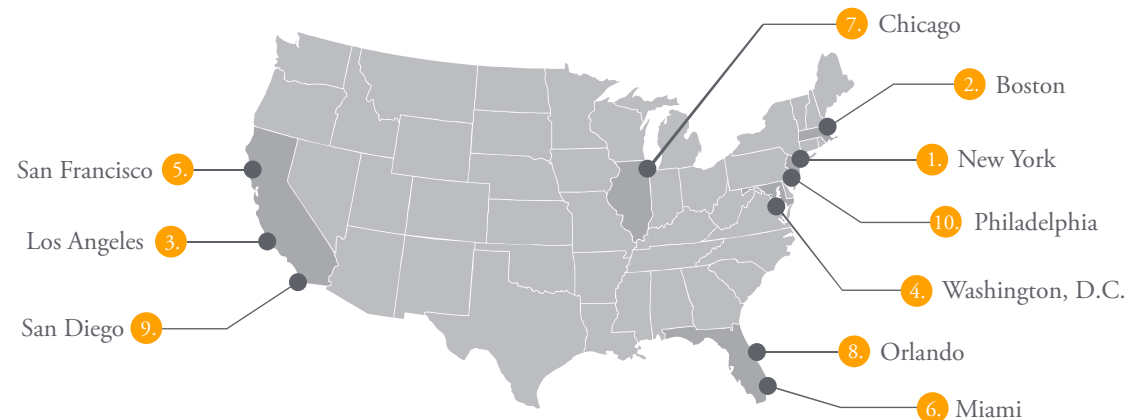 7. Chicago
2. Boston
San Francisco 5.
1. New York
10. Philadelphia
Los Angeles 3.
4. Washington, D.C.
San Diego 9.
8. Orlando
6. Miami